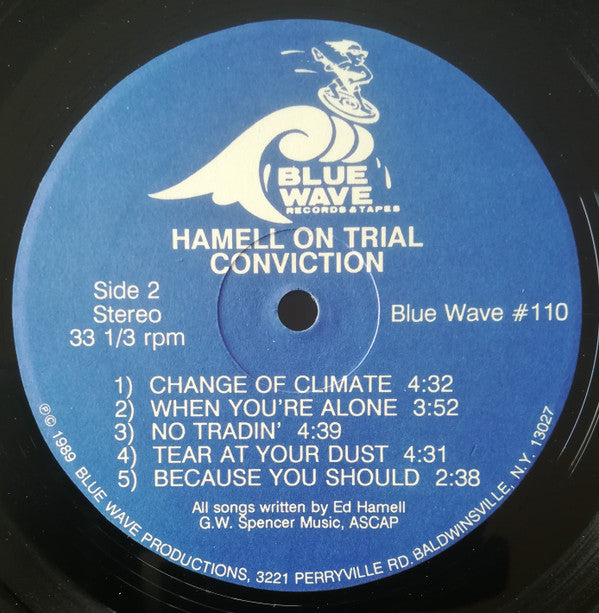 BLUE
WAVE
RECORDS & TAPES
HAMELL ON TRIAL
CONVICTION
Side 2
Stereo
33 1/3 rpm
Blue Wave #110
1) CHANGE OF CLIMATE 4:32
2) WHEN YOU'RE ALONE 3:52
3) NO TRADIN' 4:39
4) TEAR AT YOUR DUST 4:31
5) BECAUSE YOU SHOULD 2:38
All songs written by Ed Hamell
G.W. Spencer Music, ASCAP
℗© 1989 BLUE WAVE PRODUCTIONS, 3221 PERRYVILLE RD. BALDWINSVILLE, N.Y. 13027